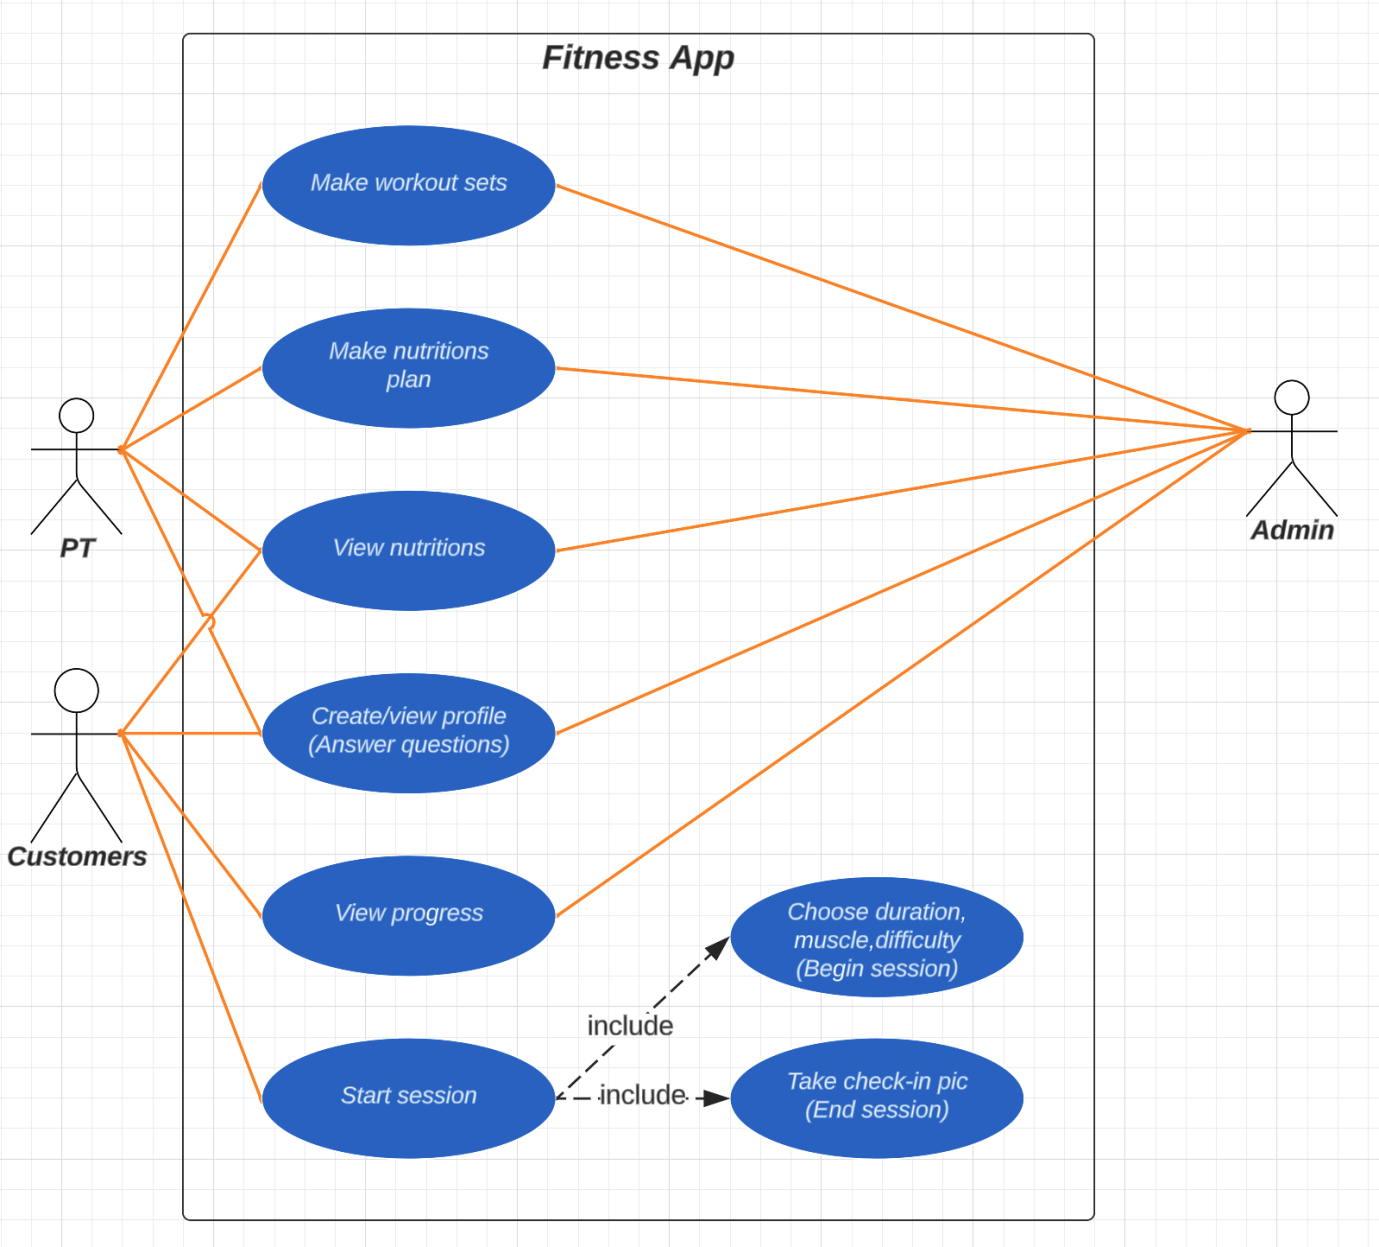 Fitness App
Make workout sets
Make nutritions
plan
PT
View nutritions
Admin
Create/view profile
(Answer questions)
Customers
View progress
Choose duration,
muscle,difficulty
(Begin session)
include
Start session
include
Take check-in pic
(End session)